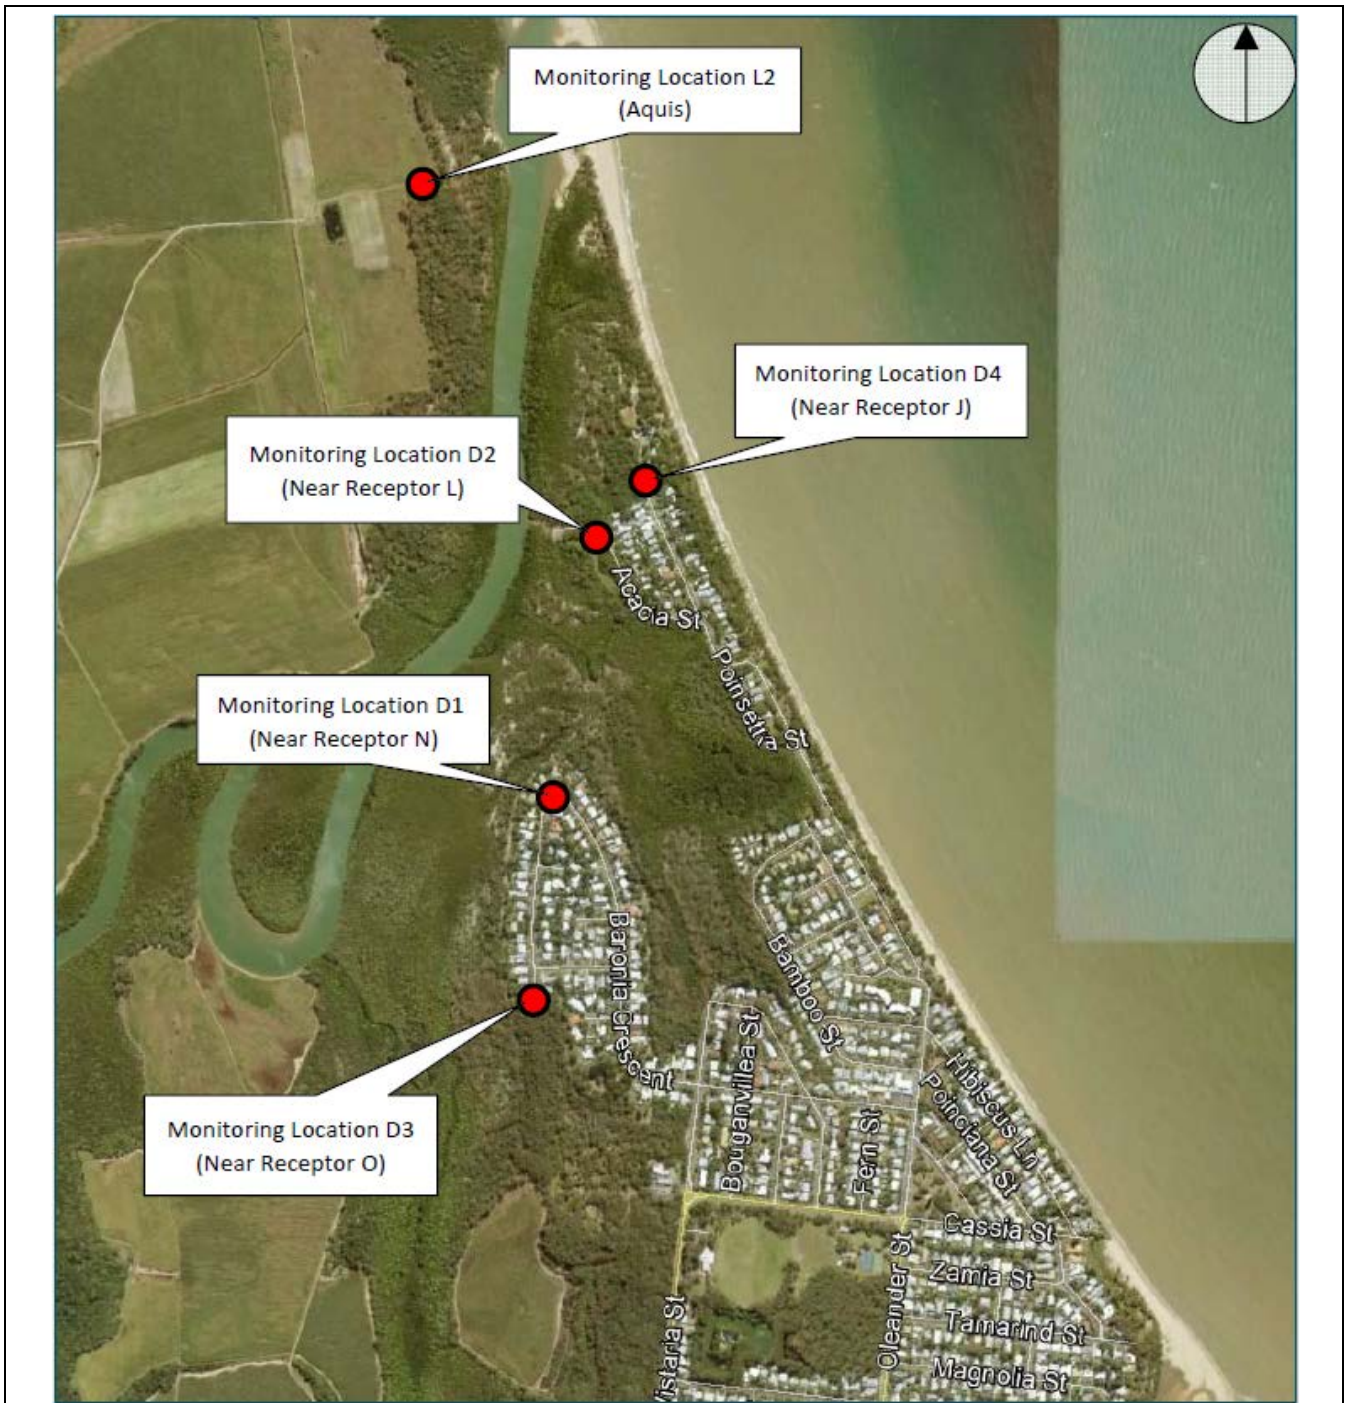 Monitoring Location L2
(Aquis)
Monitoring Location D4
(Near Receptor J)
Monitoring Location D2
(Near Receptor L)
Acacia St
Poinsettia St
Monitoring Location D1
(Near Receptor N)
Baronia Crescent
Bamboo St
Bouganvillea St
Hibiscus Ln
Poinciana St
Fern St
Monitoring Location D3
(Near Receptor O)
Cassia St
Oleander St
Zamia St
Tamarind St
Magnolia St
istaria St